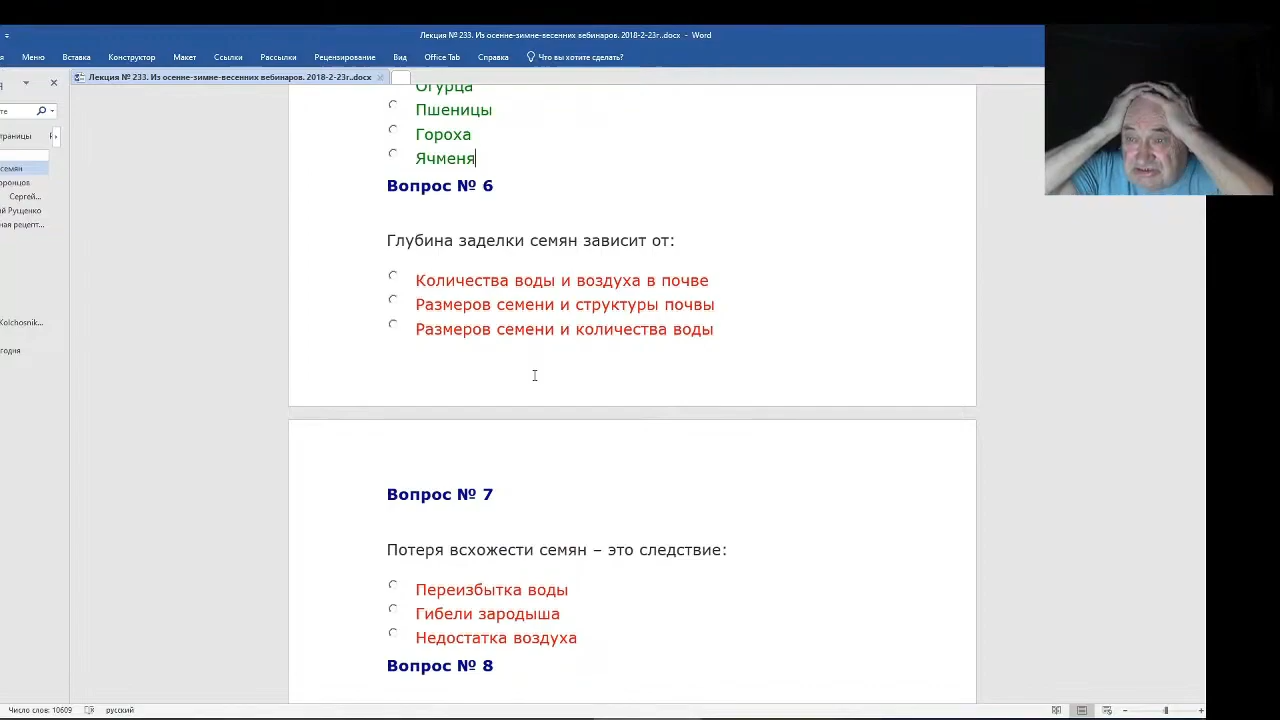 Лекция № 233. Из осенне-зимне-весенних вебинаров. 2018-2-23г..docx - Word
Меню Вставка Конструктор Макет Ссылки Рассылки Рецензирование Вид Office Tab Справка Что вы хотите сделать?
Лекция № 233. Из осенне-зимне-весенних вебинаров. 2018-2-23г..docx
Огурца
Пшеницы
Гороха
Ячменя
семян
Сергей...
Рущенко
Вопрос № 6
Глубина заделки семян зависит от:
Количества воды и воздуха в почве
Размеров семени и структуры почвы
Размеров семени и количества воды
Вопрос № 7
Потеря всхожести семян – это следствие:
Переизбытка воды
Гибели зародыша
Недостатка воздуха
Вопрос № 8
Число слов: 10609 русский